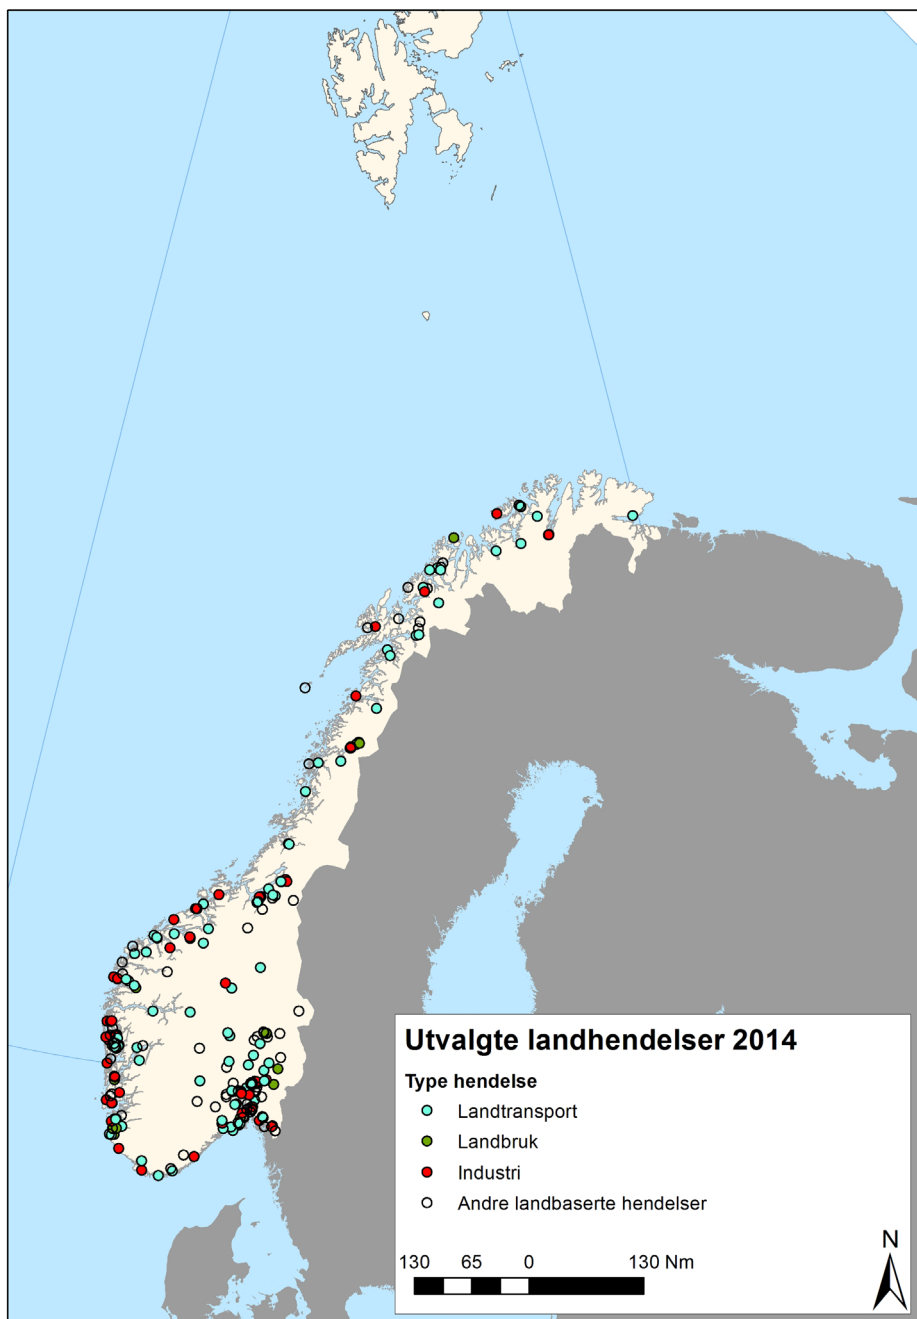 Utvalgte landhendelser 2014
Type hendelse
Landtransport
Landbruk
Industri
Andre landbaserte hendelser
N
130 65 0 130 Nm